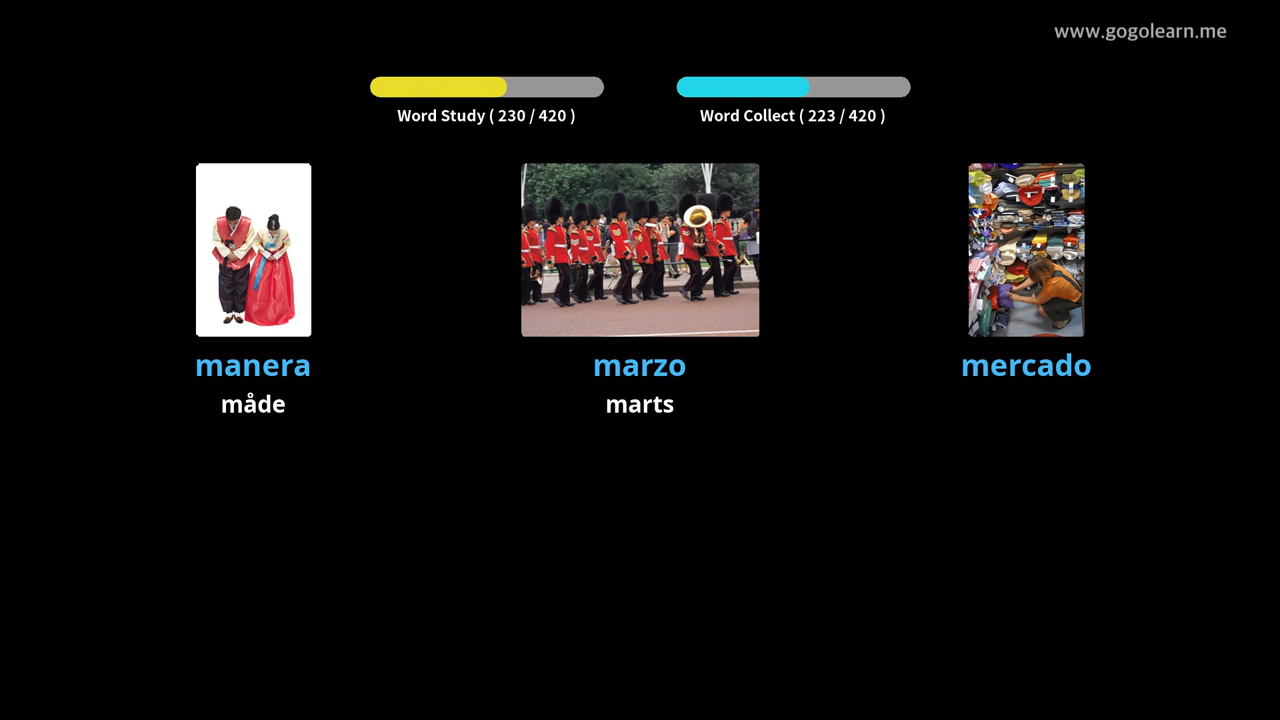 www.gogolearn.me
Word Study ( 230 / 420 )
Word Collect ( 223 / 420 )
manera
måde
marzo
marts
mercado